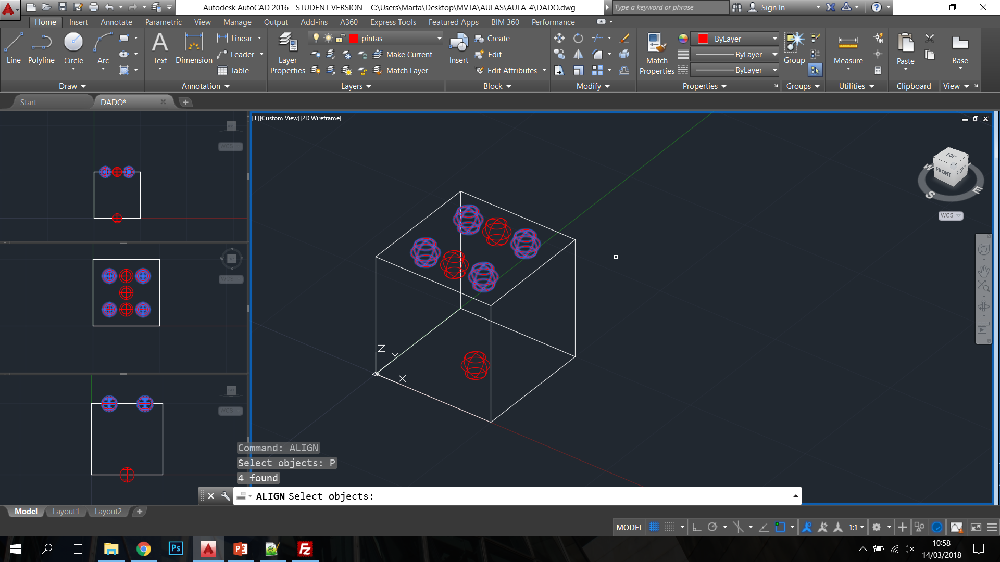 Autodesk AutoCAD 2016 - STUDENT VERSION C:\Users\Marta\Desktop\MVTA\AULAS\AULA_4\DADO.dwg
Type a keyword or phrase
Sign In
Home Insert Annotate Parametric View Manage Output Add-ins A360 Express Tools Featured Apps BIM 360 Performance
Line
Polyline
Circle
Arc
Draw
Text
Dimension
Linear
Leader
Table
Annotation
Layer
Properties
pintas
Make Current
Match Layer
Layers
Insert
Create
Edit
Edit Attributes
Block
Modify
Match
Properties
ByLayer
ByLayer
ByLayer
Properties
Group
Groups
Measure
Utilities
Paste
Clipboard
Base
View
Start
DADO*
[+][Custom View][2D Wireframe]
WCS
N
W
E
S
WCS
WCS
TOP
FRONT
RIGHT
W
S
E
WCS
Z
Y
X
Command: ALIGN
Select objects: P
4 found
ALIGN Select objects:
Model Layout1 Layout2
MODEL
1:1
Ps
10:58
14/03/2018